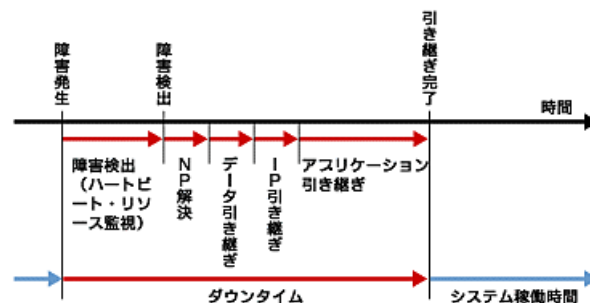 障害発生
障害検出
引き継ぎ完了
時間
障害検出
（ハートビ
ート・リソ
ース監視）
NP解決
データ引き継ぎ
IP引き継ぎ
アプリケーション
引き継ぎ
ダウンタイム
システム稼働時間